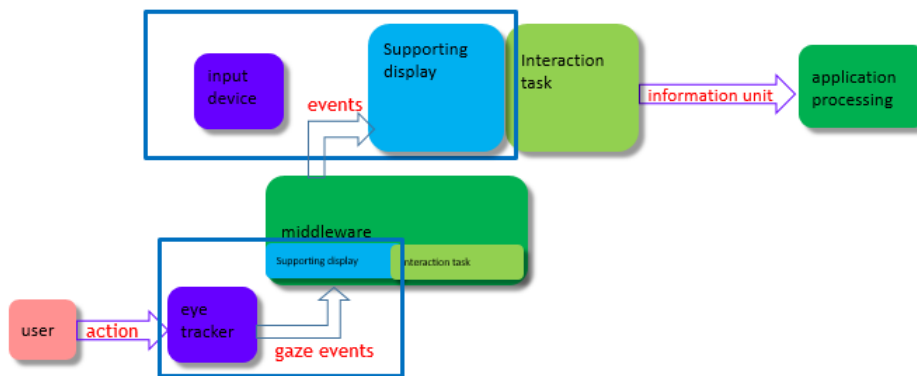 input
device
Supporting
display
Interaction
task
events
information unit
application
processing
middleware
Supporting display
Interaction task
user
action
eye
tracker
gaze events